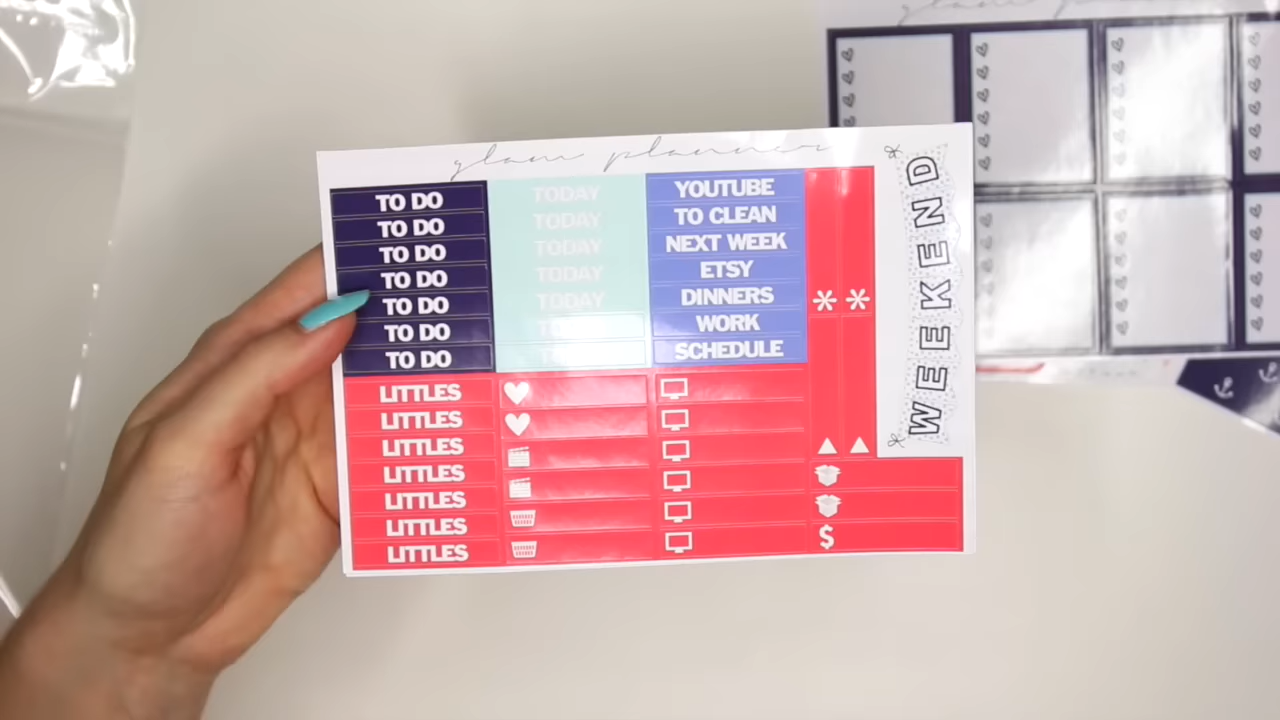 glam planner
TO DO
TO DO
TO DO
TO DO
TO DO
TO DO
TO DO
TODAY
TODAY
TODAY
TODAY
TODAY
YOUTUBE
TO CLEAN
NEXT WEEK
ETSY
DINNERS
WORK
SCHEDULE
LITTLES
LITTLES
LITTLES
LITTLES
LITTLES
LITTLES
LITTLES
$
WEEKEND
glam planner